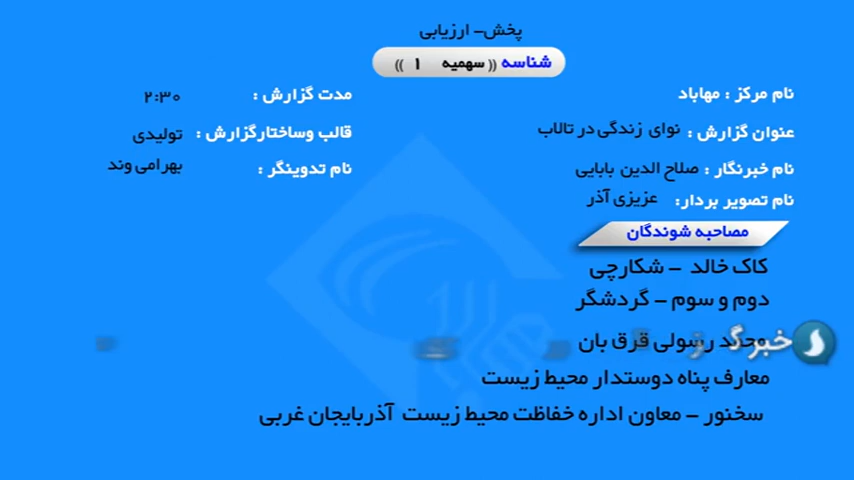 پخش- ارزیابی
شناسه (( سهمیه 1 ))
نام مرکز : مهاباد
مدت گزارش : ۲:۳۰
عنوان گزارش : نوای زندگی در تالاب
قالب وساختارگزارش : تولیدی
نام خبرنگار : صلاح الدین بابایی
نام تدوینگر : بهرامی وند
نام تصویر بردار: عزیزی آذر
مصاحبه شوندگان
کاک خالد - شکارچی
دوم و سوم - گردشگر
رسولی قرق بان
خبرگ
معارف پناه دوستدار محیط زیست
سخنور - معاون اداره خفاظت محیط زیست آذربایجان غربی